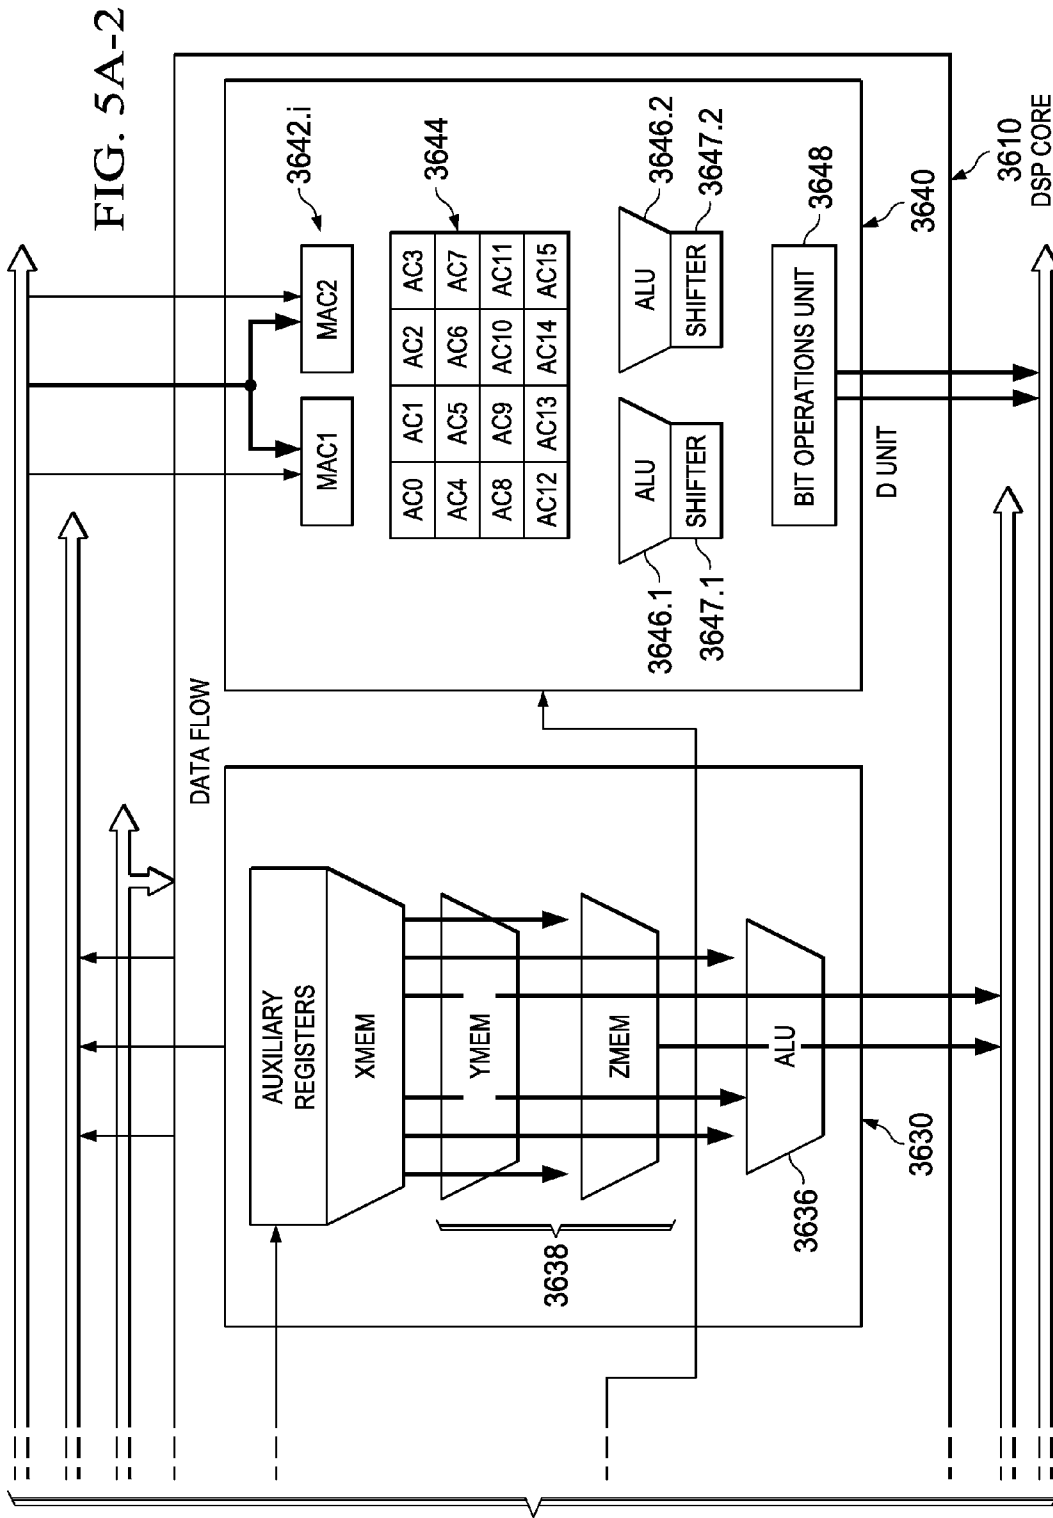 FIG. 5A-2
DATA FLOW
AUXILIARY
REGISTERS
XMEM
YMEM
ZMEM
ALU
3638
3636
3630
MAC1
MAC2
3642.i
AC0 AC1 AC2 AC3
AC4 AC5 AC6 AC7
AC8 AC9 AC10 AC11
AC12 AC13 AC14 AC15
3644
ALU
ALU
3646.1
3646.2
SHIFTER
SHIFTER
3647.1
3647.2
BIT OPERATIONS UNIT
3648
D UNIT
3640
3610
DSP CORE